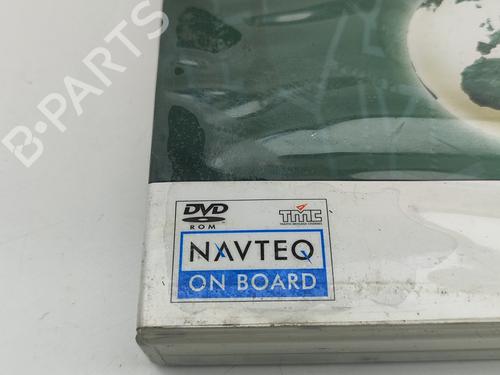 B-PARTS
DVD
ROM
TMC
NAVTEQ
ON BOARD